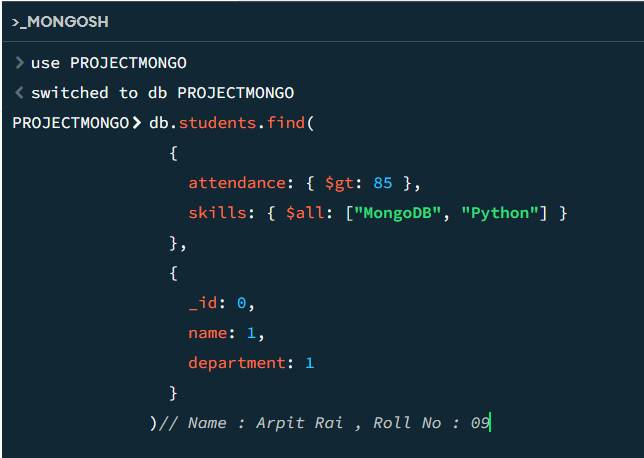 >_MONGOSH
> use PROJECTMONGO
< switched to db PROJECTMONGO
PROJECTMONGO> db.students.find(
{
attendance: { $gt: 85 },
skills: { $all: ["MongoDB", "Python"] }
},
{
_id: 0,
name: 1,
department: 1
}
)// Name : Arpit Rai , Roll No : 09